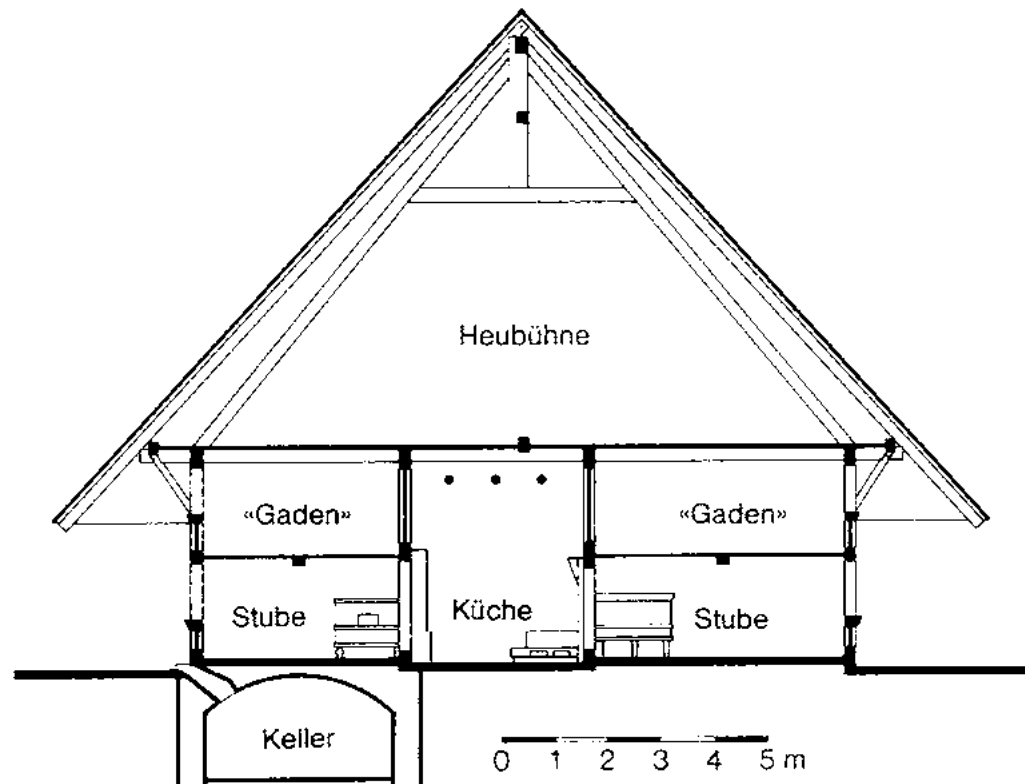 Heubühne
«Gaden» «Gaden»
Stube Küche Stube
Keller
0 1 2 3 4 5 m